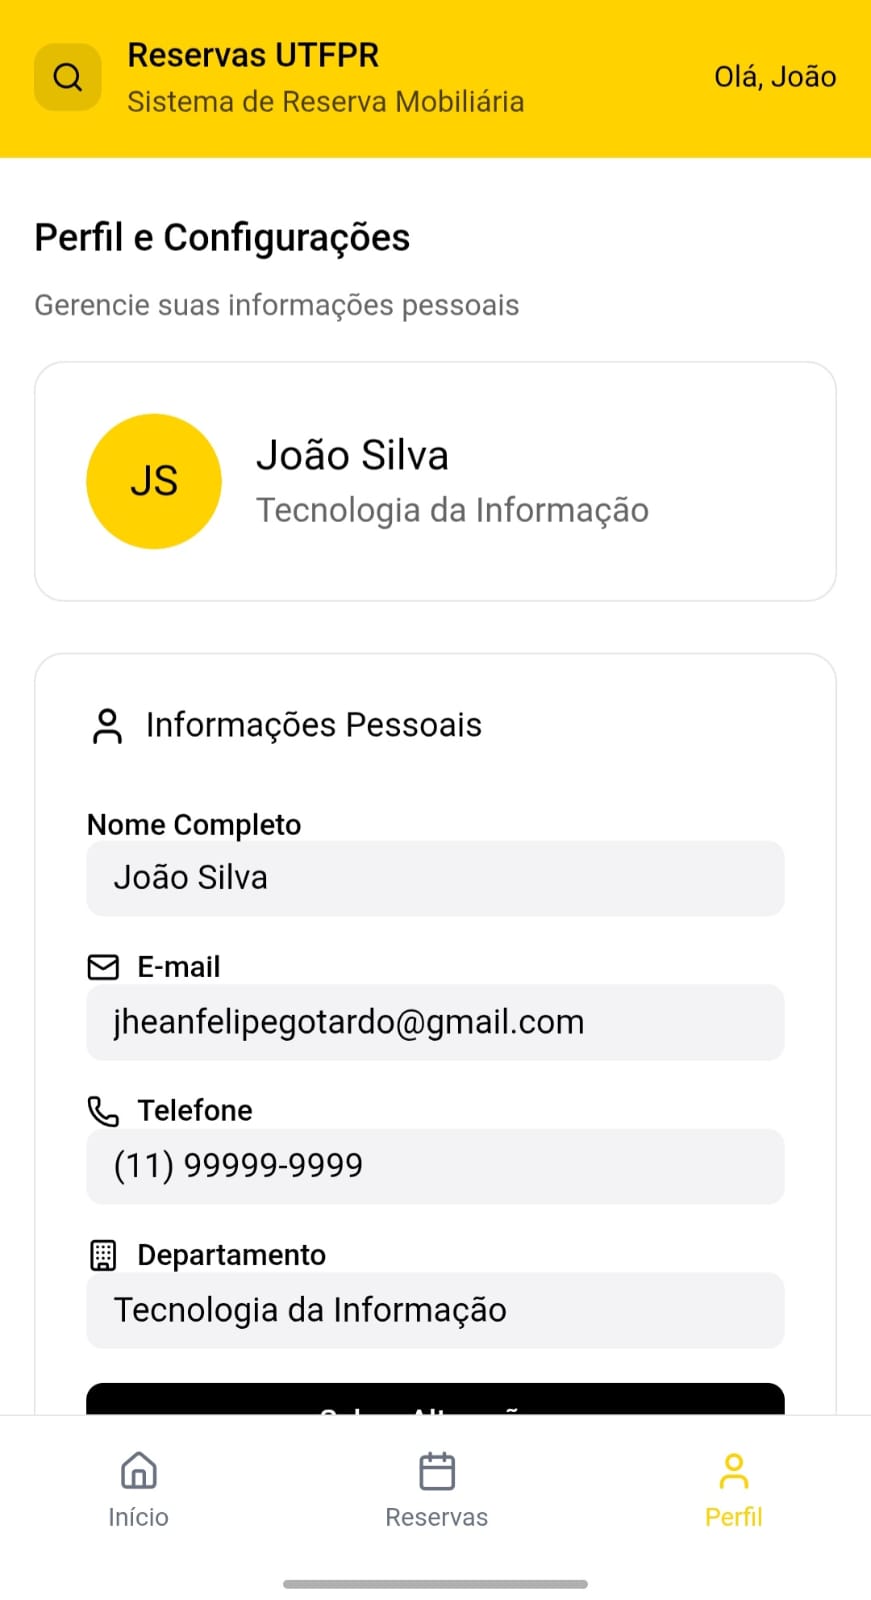 Reservas UTFPR
Sistema de Reserva Mobiliária
Olá, João
Perfil e Configurações
Gerencie suas informações pessoais
JS
João Silva
Tecnologia da Informação
Informações Pessoais
Nome Completo
João Silva
E-mail
jheanfelipegotardo@gmail.com
Telefone
(11) 99999-9999
Departamento
Tecnologia da Informação
Início
Reservas
Perfil